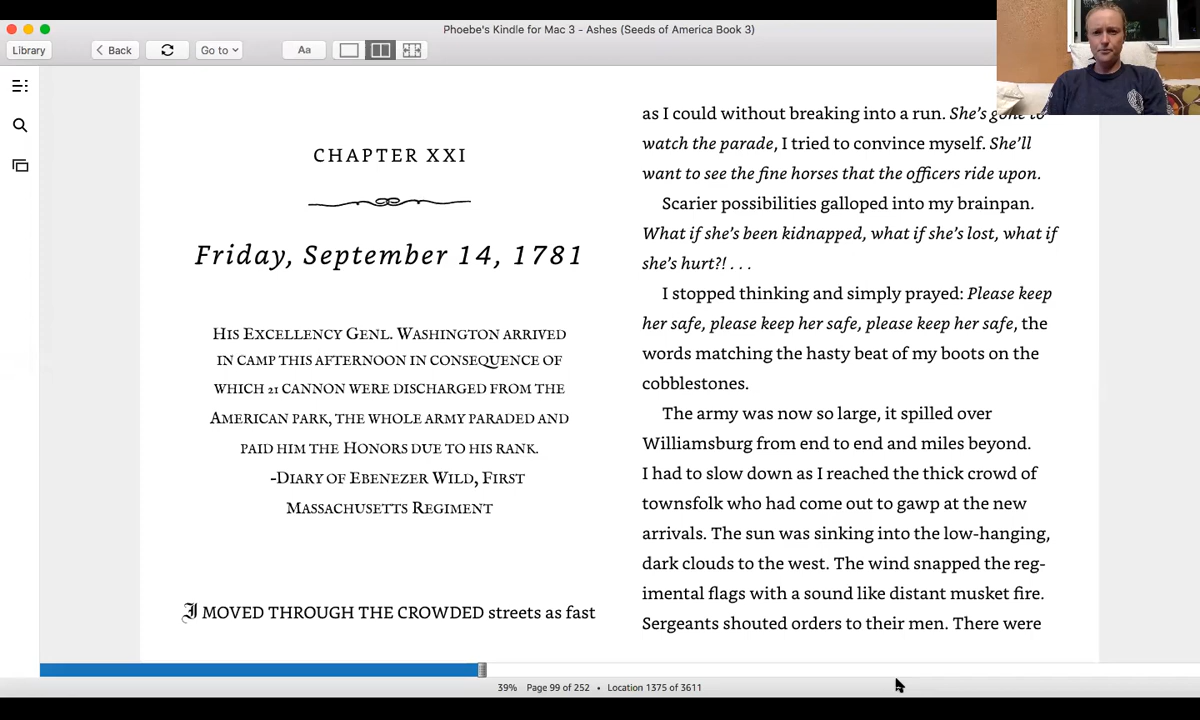 Phoebe's Kindle for Mac 3 - Ashes (Seeds of America Book 3)
Library
Back
Go to
Aa
CHAPTER XXI
Friday, September 14, 1781
HIS EXCELLENCY GENL. WASHINGTON ARRIVED
IN CAMP THIS AFTERNOON IN CONSEQUENCE OF
WHICH 21 CANNON WERE DISCHARGED FROM THE
AMERICAN PARK, THE WHOLE ARMY PARADED AND
PAID HIM THE HONORS DUE TO HIS RANK.
-DIARY OF EBENEZER WILD, FIRST
MASSACHUSETTS REGIMENT
I MOVED THROUGH THE CROWDED streets as fast
as I could without breaking into a run. She's gone to
watch the parade, I tried to convince myself. She'll
want to see the fine horses that the officers ride upon.
Scarier possibilities galloped into my brainpan.
What if she's been kidnapped, what if she's lost, what if
she's hurt?! . . .
I stopped thinking and simply prayed: Please keep
her safe, please keep her safe, please keep her safe, the
words matching the hasty beat of my boots on the
cobblestones.
The army was now so large, it spilled over
Williamsburg from end to end and miles beyond.
I had to slow down as I reached the thick crowd of
townsfolk who had come out to gawp at the new
arrivals. The sun was sinking into the low-hanging,
dark clouds to the west. The wind snapped the reg-
imental flags with a sound like distant musket fire.
Sergeants shouted orders to their men. There were
39% Page 99 of 252 • Location 1375 of 3611